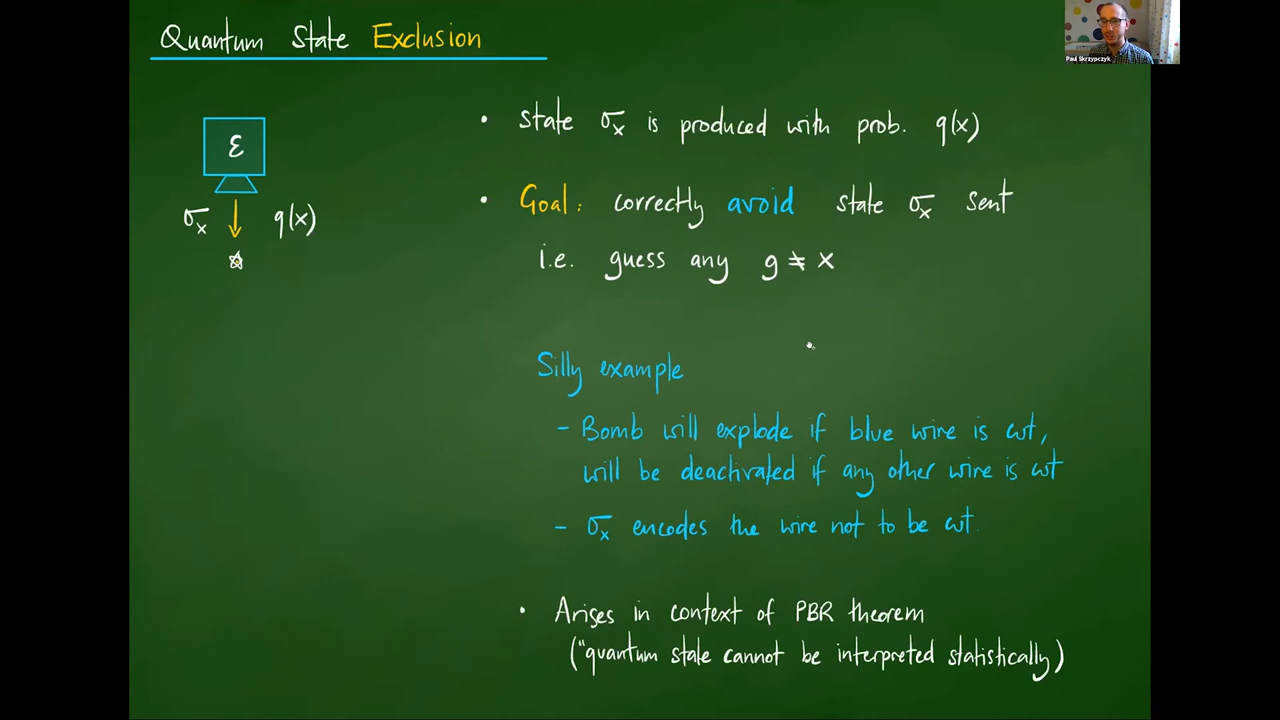 Quantum State Exclusion
Paul Skrzypczyk
ε
σx q(x)
• state σx is produced with prob. q(x)
• Goal: correctly avoid state σx sent
i.e. guess any g ≠ x
Silly example
- Bomb will explode if blue wire is cut,
will be deactivated if any other wire is cut
- σx encodes the wire not to be cut.
• Arises in context of PBR theorem
("quantum state cannot be interpreted statistically)